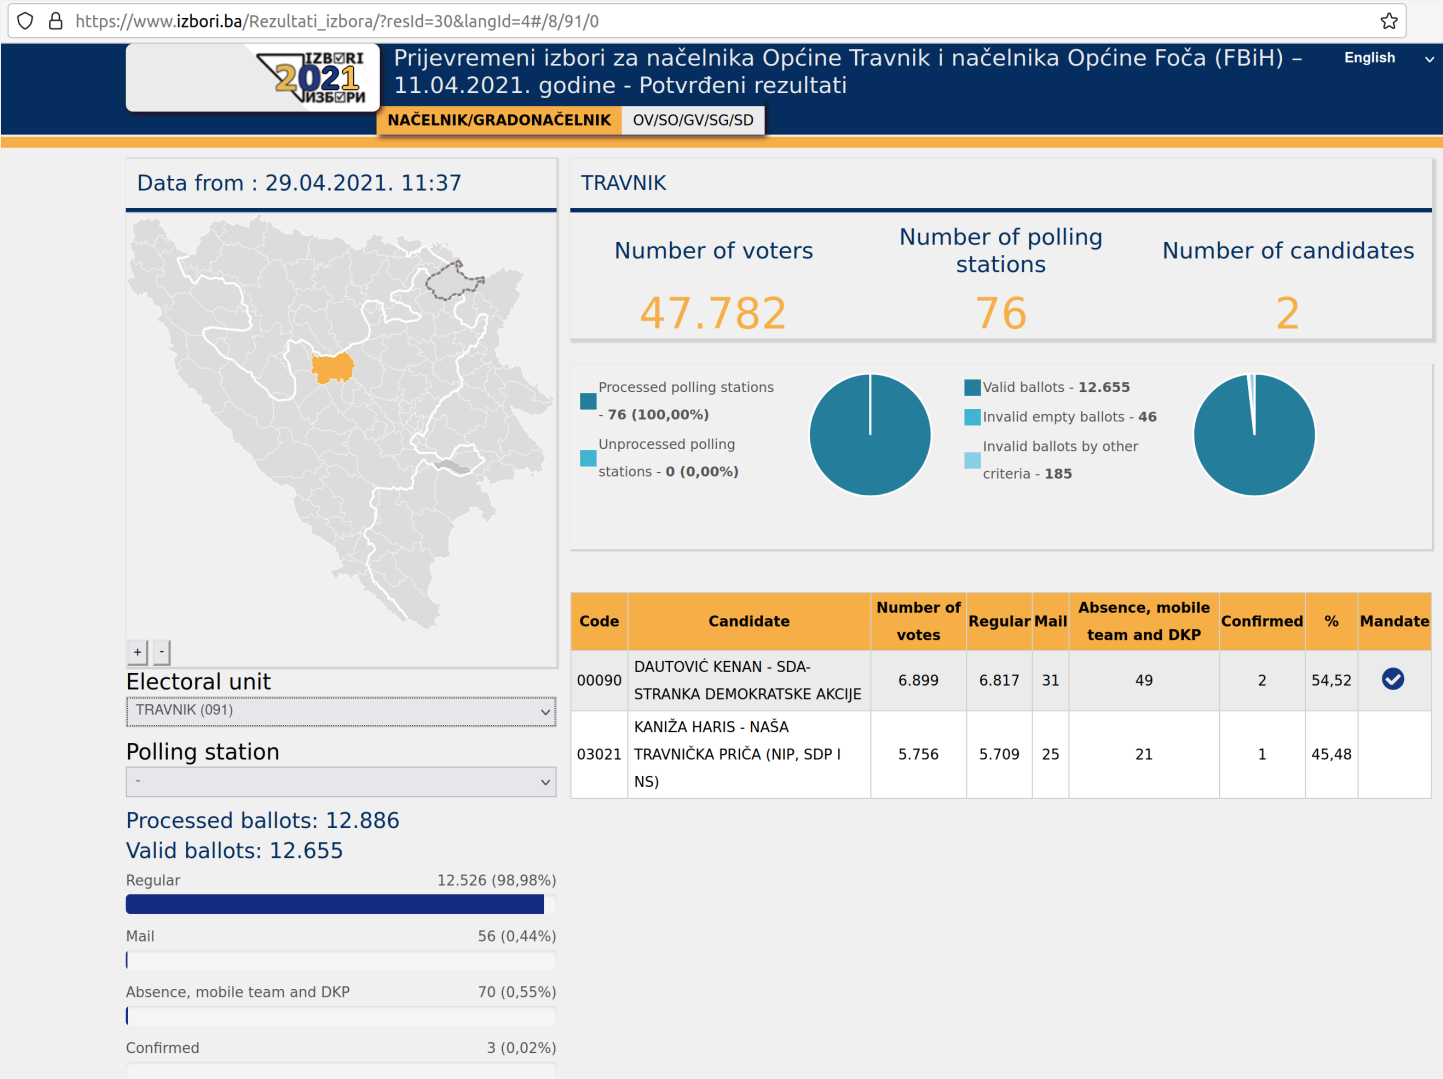 https://www.izbori.ba/Rezultati_izbora/?resId=30&langId=4#/8/91/0
IZBORI
2021
ИЗБОРИ
Prijevremeni izbori za načelnika Općine Travnik i načelnika Općine Foča (FBiH) –
11.04.2021. godine - Potvrđeni rezultati
English
NAČELNIK/GRADONAČELNIK
OV/SO/GV/SG/SD
Data from : 29.04.2021. 11:37
+
-
Electoral unit
TRAVNIK (091)
Polling station
-
Processed ballots: 12.886
Valid ballots: 12.655
Regular 12.526 (98,98%)
Mail 56 (0,44%)
Absence, mobile team and DKP 70 (0,55%)
Confirmed 3 (0,02%)
TRAVNIK
Number of voters
47.782
Number of polling
stations
76
Number of candidates
2
Processed polling stations
- 76 (100,00%)
Unprocessed polling
stations - 0 (0,00%)
Valid ballots - 12.655
Invalid empty ballots - 46
Invalid ballots by other
criteria - 185
Code Candidate Number of votes Regular Mail Absence, mobile team and DKP Confirmed % Mandate
00090 DAUTOVIĆ KENAN - SDA-
STRANKA DEMOKRATSKE AKCIJE 6.899 6.817 31 49 2 54,52
03021 KANIŽA HARIS - NAŠA
TRAVNIČKA PRIČA (NIP, SDP I
NS) 5.756 5.709 25 21 1 45,48